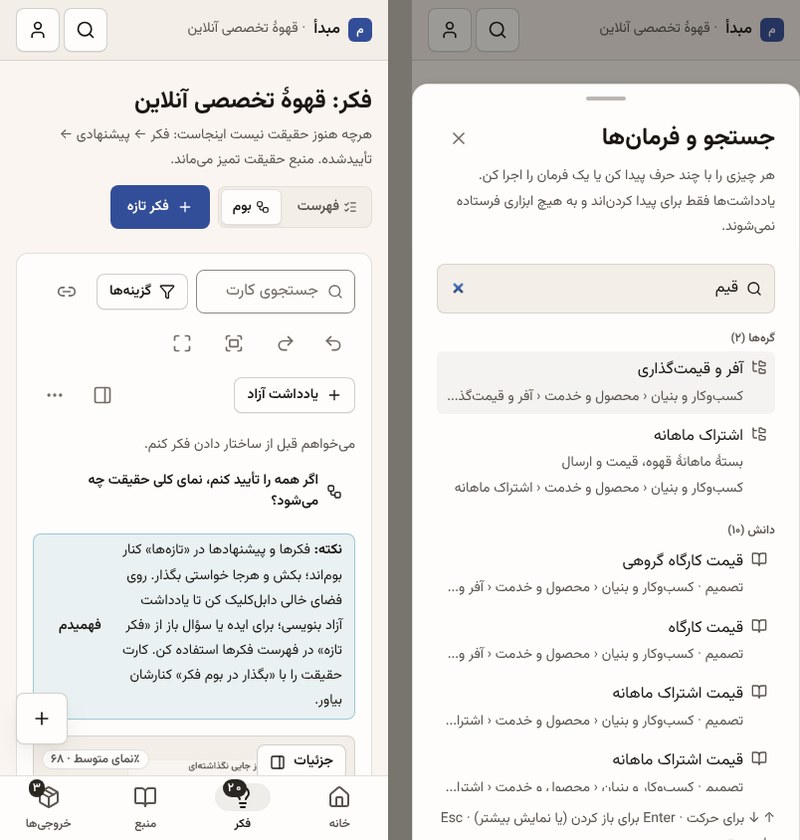 م مبدأ · قهوهٔ تخصصی آنلاین
فکر: قهوهٔ تخصصی آنلاین
هرچه هنوز حقیقت نیست اینجاست: فکر ← پیشنهادی ←
تأییدشده. منبع حقیقت تمیز می‌ماند.
فهرست
بوم
فکر تازه
جستجوی کارت
گزینه‌ها
یادداشت آزاد
می‌خواهم قبل از ساختار دادن فکر کنم.
اگر همه را تأیید کنم، نمای کلی حقیقت چه
می‌شود؟
نکته: فکرها و پیشنهادها در «تازه‌ها» کنار
بوم‌اند؛ بکش و هرجا خواستی بگذار. روی
فضای خالی دابل‌کلیک کن تا یادداشت
آزاد بنویسی؛ برای ایده یا سؤال باز از «فکر
تازه» در فهرست فکرها استفاده کن. کارت
حقیقت را با «بگذار در بوم فکر» کنارشان
بیاور.
فهمیدم
جزئیات
ز جایی نگذاشته‌ای
٪نمای متوسط · ۶۸
خانه
۲۰
فکر
منبع
۳
خروجی‌ها
م مبدأ · قهوهٔ تخصصی آنلاین
جستجو و فرمان‌ها
هر چیزی را با چند حرف پیدا کن یا یک فرمان را اجرا کن.
یادداشت‌ها فقط برای پیدا کردن‌اند و به هیچ ابزاری فرستاده
نمی‌شوند.
قیم
گره‌ها (۲)
آفر و قیمت‌گذاری
کسب‌وکار و بنیان › محصول و خدمت › آفر و قیمت‌گذ...
اشتراک ماهانه
بستهٔ ماهانهٔ قهوه، قیمت و ارسال
کسب‌وکار و بنیان › محصول و خدمت › اشتراک ماهانه
دانش (۱۰)
قیمت کارگاه گروهی
تصمیم · کسب‌وکار و بنیان › محصول و خدمت › آفر و...
قیمت کارگاه
تصمیم · کسب‌وکار و بنیان › محصول و خدمت › آفر و...
قیمت اشتراک ماهانه
تصمیم · کسب‌وکار و بنیان › محصول و خدمت › اشترا...
قیمت اشتراک ماهانه
تصمیم · کسب‌وکار و بنیان › محصول و خدمت › اشترا...
↑ ↓ برای حرکت · Enter برای باز کردن (یا نمایش بیشتر) · Esc